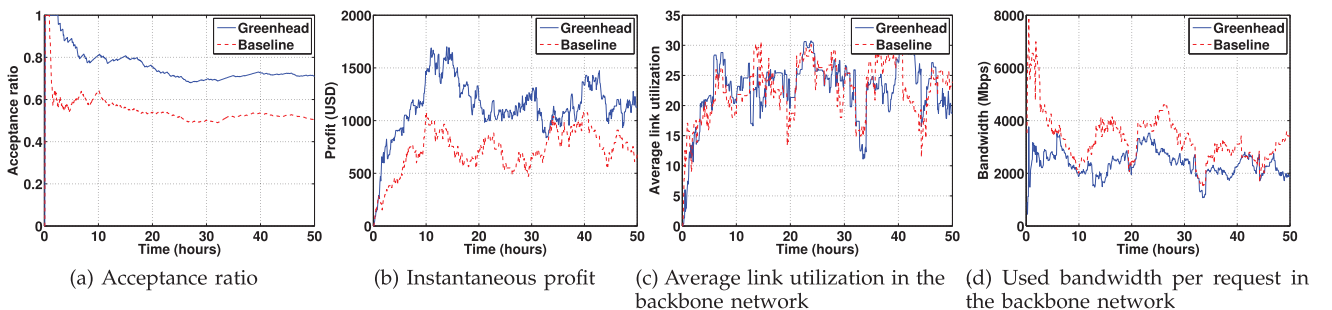 1
0.8
0.6
0.4
0.2
0
Acceptance ratio
0 10 20 30 40 50
Time (hours)
Greenhead
Baseline
(a) Acceptance ratio
2000
1500
1000
500
0
Profit (USD)
0 10 20 30 40 50
Time (hours)
Greenhead
Baseline
(b) Instantaneous profit
35
30
25
20
15
10
5
0
Average link utilization
0 10 20 30 40 50
Time (hours)
Greenhead
Baseline
(c) Average link utilization in the
backbone network
8000
6000
4000
2000
0
Bandwidth (Mbps)
0 10 20 30 40 50
Time (hours)
Greenhead
Baseline
(d) Used bandwidth per request in
the backbone network